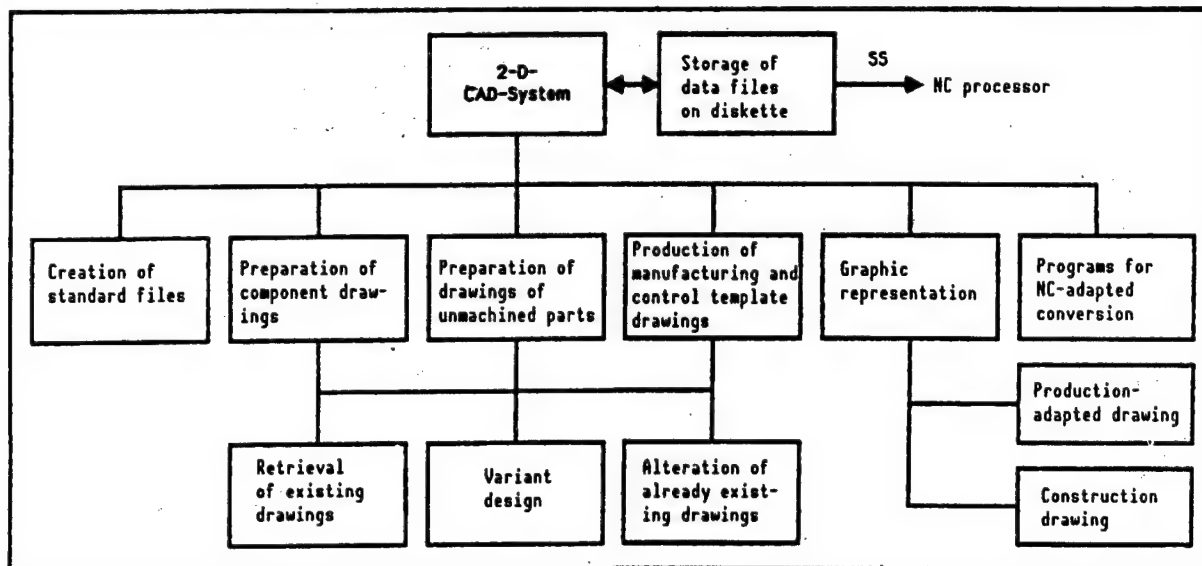 2-D-
CAD-System
Storage of
data files
on diskette
SS
NC processor
Creation of
standard files
Preparation of
component draw-
ings
Preparation of
drawings of
unmachined parts
Production of
manufacturing and
control template
drawings
Graphic
representation
Programs for
NC-adapted
conversion
Retrieval
of existing
drawings
Variant
design
Alteration of
already exist-
ing drawings
Production-
adapted drawing
Construction
drawing